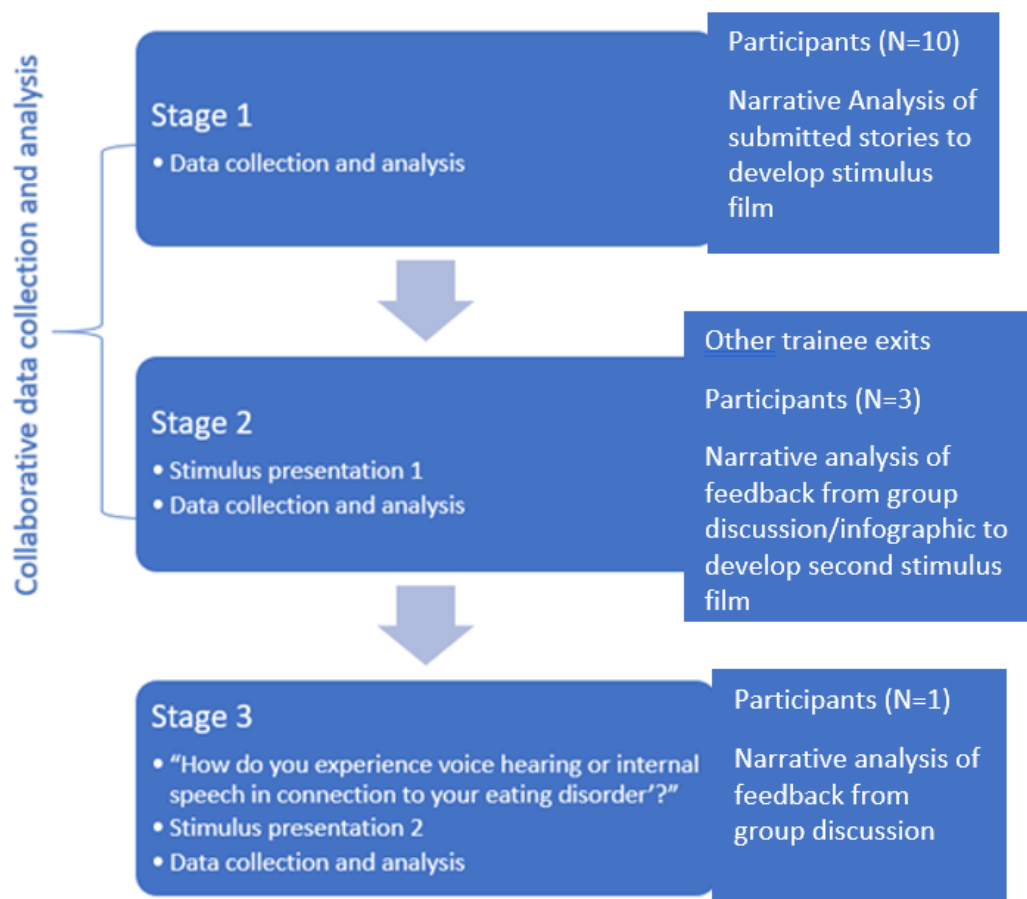 Collaborative data collection and analysis
Stage 1
• Data collection and analysis
Participants (N=10)
Narrative Analysis of
submitted stories to
develop stimulus
film
Stage 2
• Stimulus presentation 1
• Data collection and analysis
Other trainee exits
Participants (N=3)
Narrative analysis of
feedback from group
discussion/infographic to
develop second stimulus
film
Stage 3
• “How do you experience voice hearing or internal
speech in connection to your eating disorder’?”
• Stimulus presentation 2
• Data collection and analysis
Participants (N=1)
Narrative analysis of
feedback from
group discussion